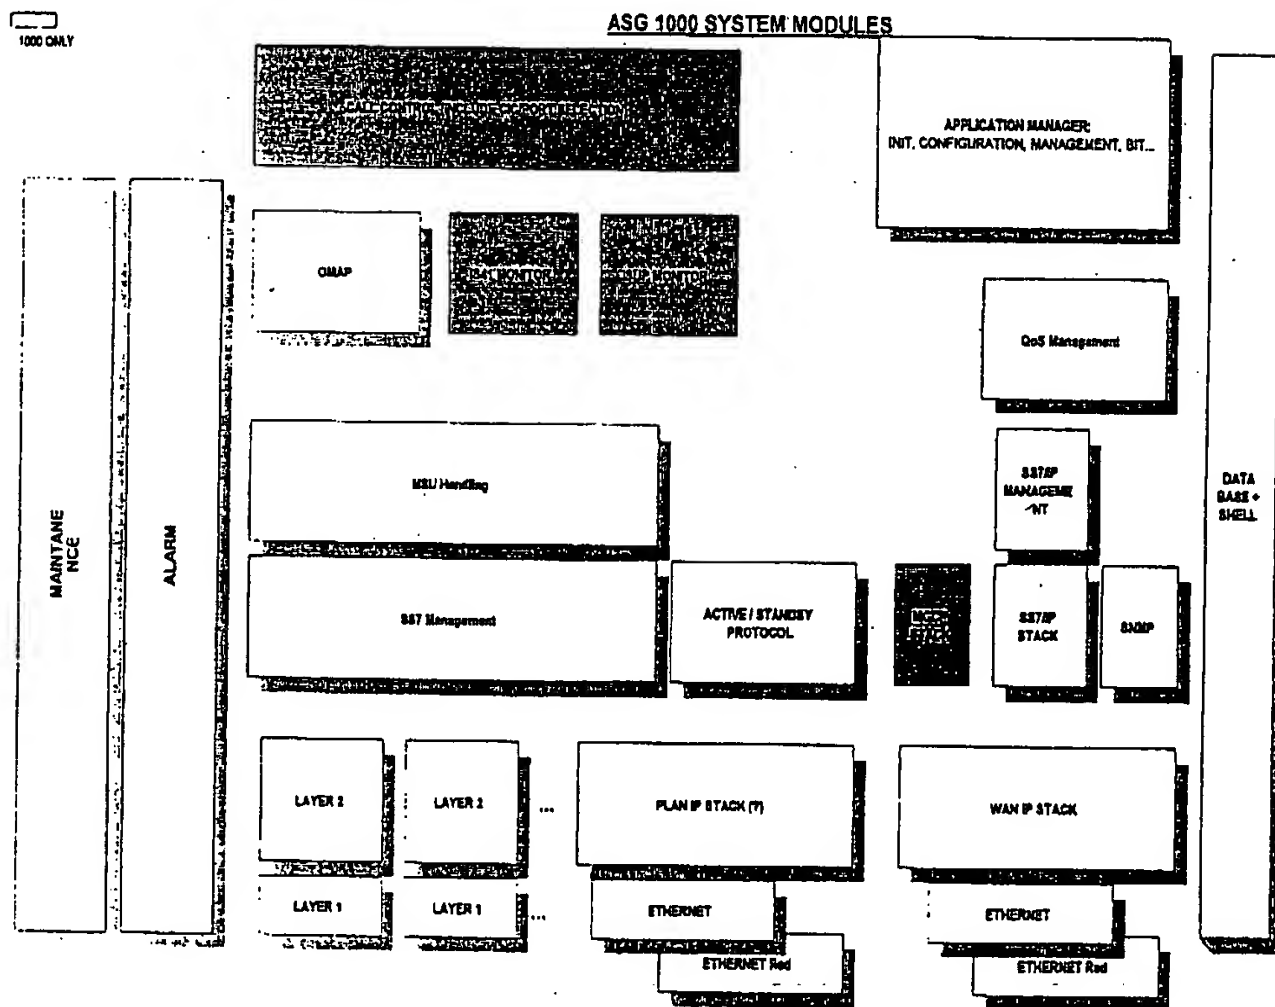 ASG 1000 SYSTEM MODULES
1000 ONLY
APPLICATION MANAGER:
INIT, CONFIGURATION, MANAGEMENT, BIT...
OMAP
MONITOR
MONITOR
QoS Management
MAINTANE
NCE
ALARM
MSU Handling
SS7/IP
MANAGEME
NT
DATA
BASE +
SHELL
SS7 Management
ACTIVE / STANDBY
PROTOCOL
STACK
SS7/IP
STACK
SNMP
LAYER 2
LAYER 2
...
PLAN IP STACK (?)
WAN IP STACK
LAYER 1
LAYER 1
...
ETHERNET
ETHERNET
ETHERNET Red
ETHERNET Red